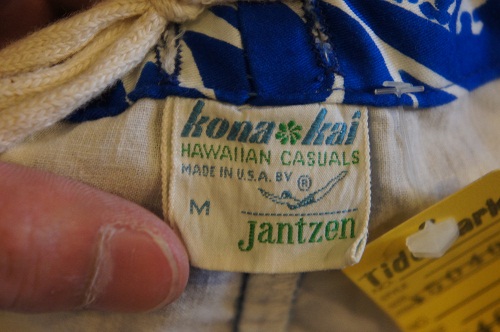 kona kai
HAWAIIAN CASUALS
MADE IN U.S.A. BY ®
M
jantzen